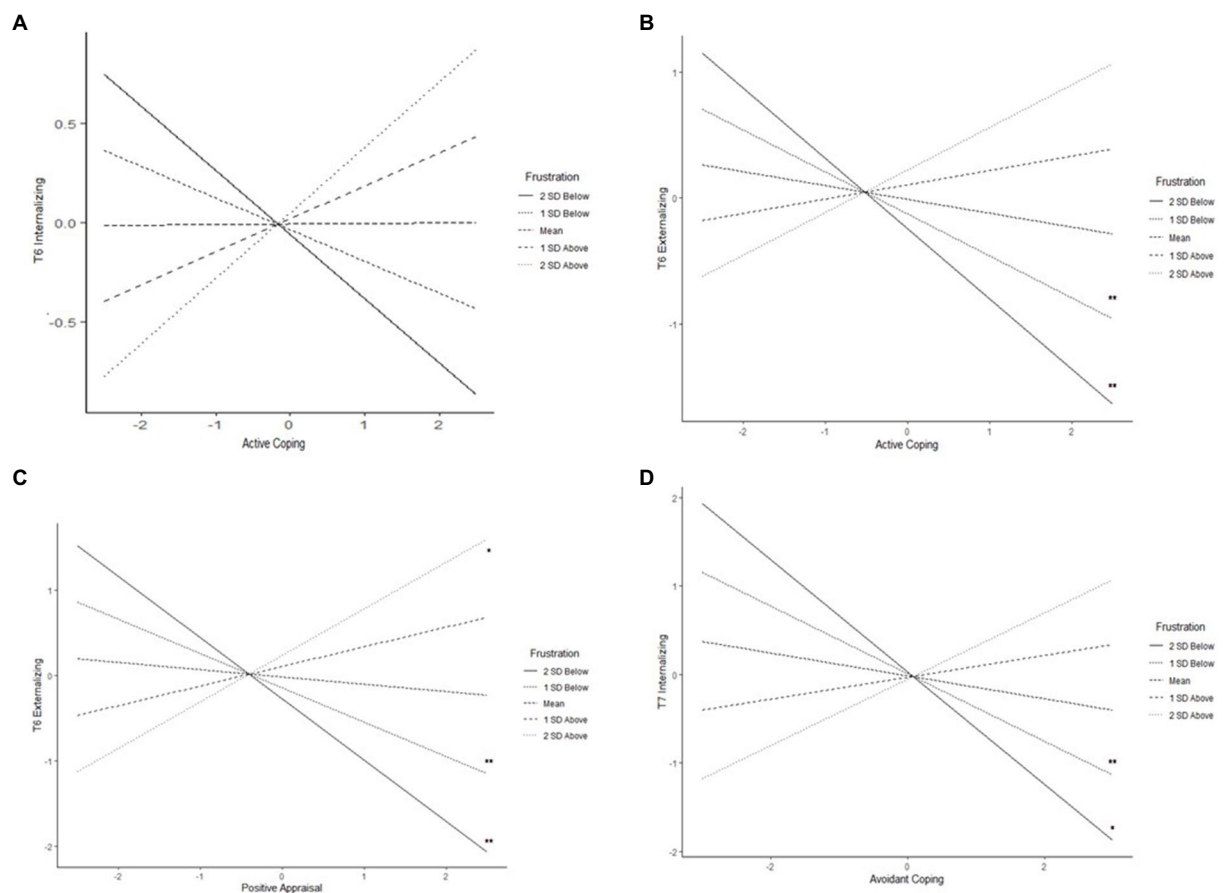 A
T6 Internalizing
0.5
0.0
-0.5
-2
-1
0
1
2
Active Coping
Frustration
2 SD Below
1 SD Below
Mean
1 SD Above
2 SD Above
B
T6 Externalizing
1
0
-1
-2
-1
0
1
2
Active Coping
**
**
Frustration
2 SD Below
1 SD Below
Mean
1 SD Above
2 SD Above
C
T6 Externalizing
1
0
-1
-2
-2
-1
0
1
2
Positive Appraisal
*
**
**
Frustration
2 SD Below
1 SD Below
Mean
1 SD Above
2 SD Above
D
T7 Internalizing
2
1
0
-1
-2
-2
0
2
Avoidant Coping
**
*
Frustration
2 SD Below
1 SD Below
Mean
1 SD Above
2 SD Above